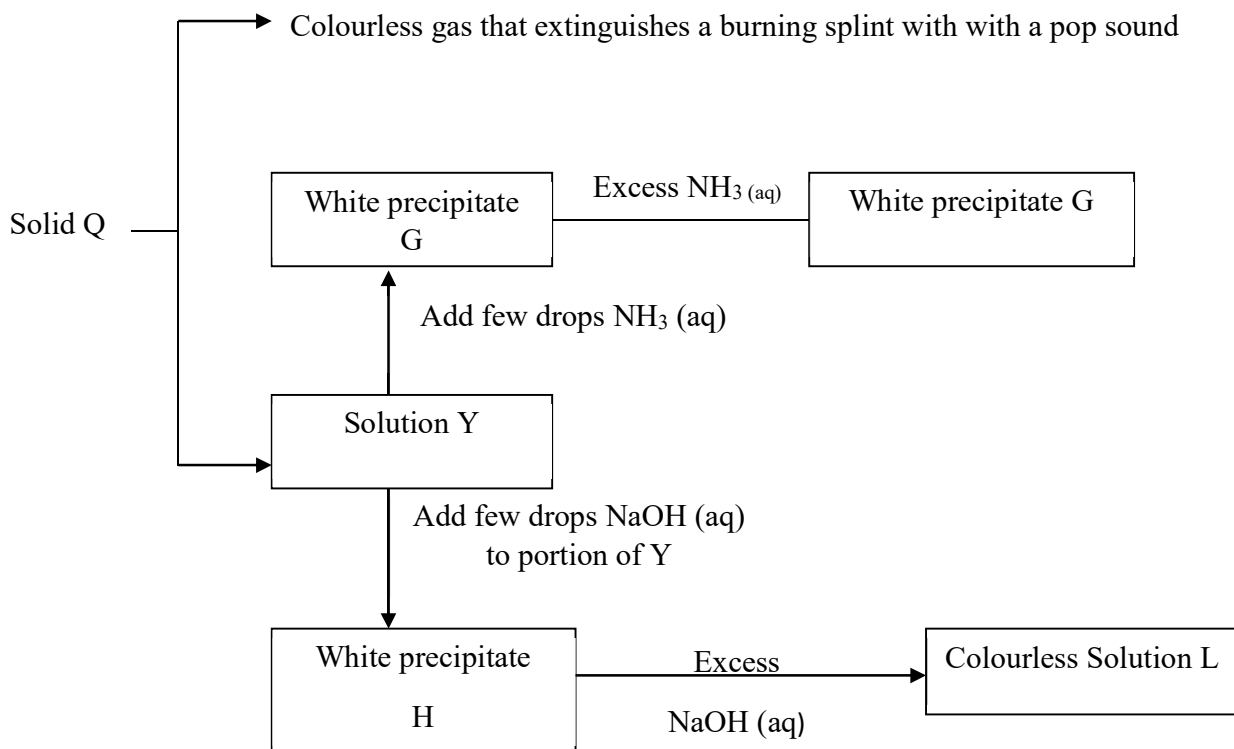 Colourless gas that extinguishes a burning splint with with a pop sound
Solid Q
White precipitate
G
Excess NH₃ (aq)
White precipitate G
Add few drops NH₃ (aq)
Solution Y
Add few drops NaOH (aq)
to portion of Y
White precipitate
H
Excess
NaOH (aq)
Colourless Solution L